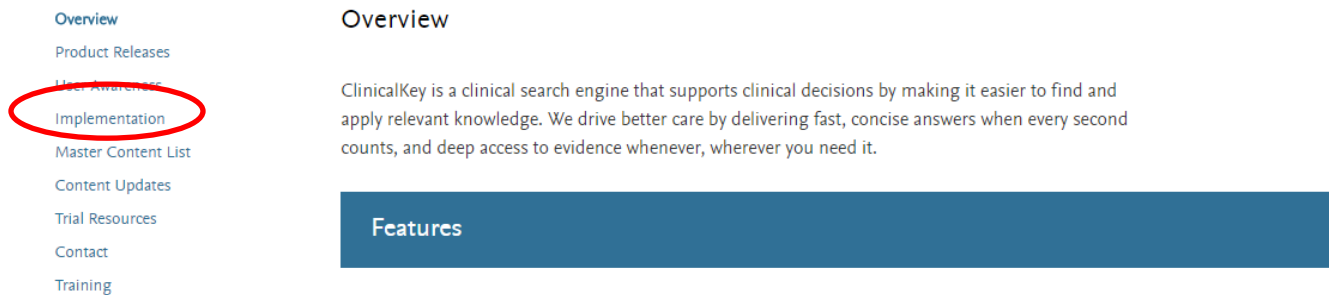 Overview
Product Releases
User Awareness
Implementation
Master Content List
Content Updates
Trial Resources
Contact
Training
Overview
ClinicalKey is a clinical search engine that supports clinical decisions by making it easier to find and
apply relevant knowledge. We drive better care by delivering fast, concise answers when every second
counts, and deep access to evidence whenever, wherever you need it.
Features